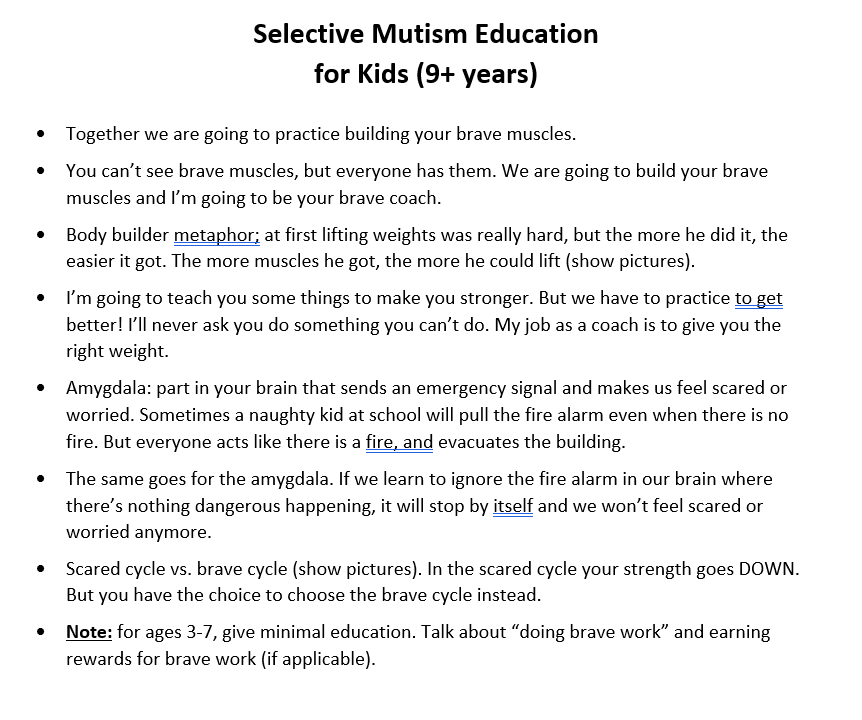 Selective Mutism Education
for Kids (9+ years)
• Together we are going to practice building your brave muscles.
• You can’t see brave muscles, but everyone has them. We are going to build your brave
muscles and I’m going to be your brave coach.
• Body builder metaphor; at first lifting weights was really hard, but the more he did it, the
easier it got. The more muscles he got, the more he could lift (show pictures).
• I’m going to teach you some things to make you stronger. But we have to practice to get
better! I’ll never ask you do something you can’t do. My job as a coach is to give you the
right weight.
• Amygdala: part in your brain that sends an emergency signal and makes us feel scared or
worried. Sometimes a naughty kid at school will pull the fire alarm even when there is no
fire. But everyone acts like there is a fire, and evacuates the building.
• The same goes for the amygdala. If we learn to ignore the fire alarm in our brain where
there’s nothing dangerous happening, it will stop by itself and we won’t feel scared or
worried anymore.
• Scared cycle vs. brave cycle (show pictures). In the scared cycle your strength goes DOWN.
But you have the choice to choose the brave cycle instead.
• Note: for ages 3-7, give minimal education. Talk about “doing brave work” and earning
rewards for brave work (if applicable).